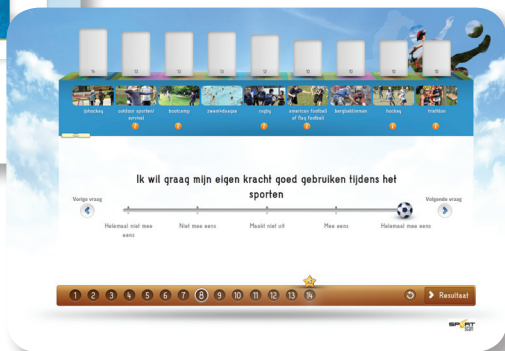 ijshockey
outdoor sporten/
survival
bootcamp
zweefvliegen
rugby
american football
of flag football
bergbeklimmen
hockey
triathlon
Ik wil graag mijn eigen kracht goed gebruiken tijdens het
sporten
Vorige vraag
Volgende vraag
Helemaal niet mee
eens
Niet mee eens
Maakt niet uit
Mee eens
Helemaal mee eens
1 2 3 4 5 6 7 8 9 10 11 12 13 14
Resultaat
SPORT